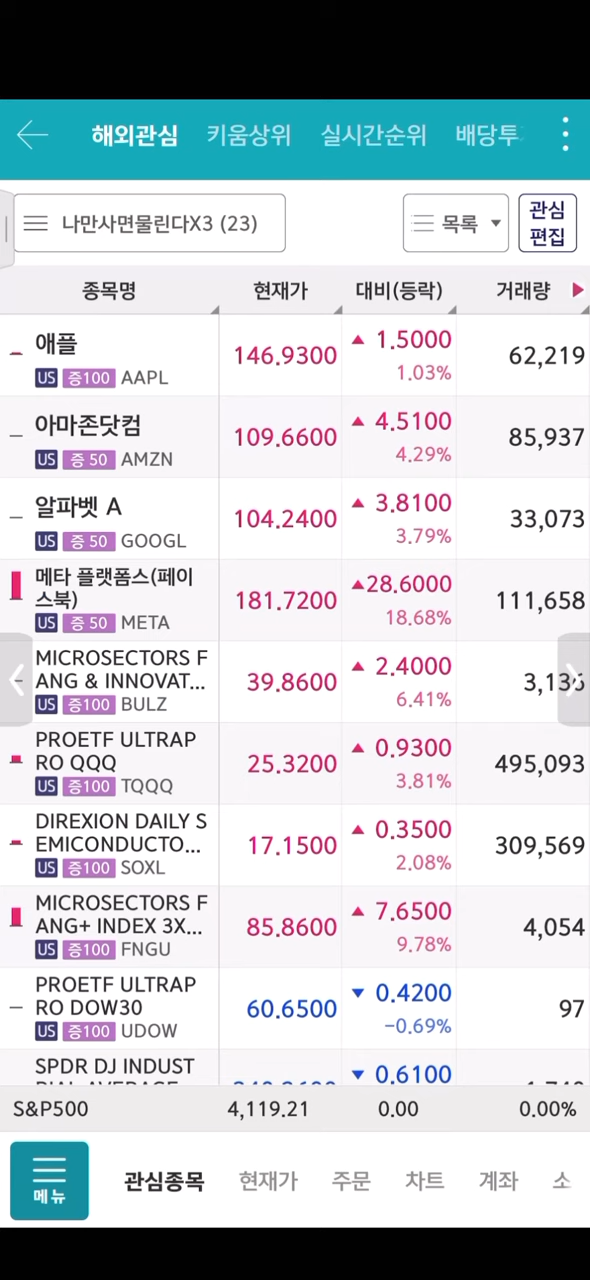 해외관심 키움상위 실시간순위 배당투
나만사면물린다X3 (23) 목록 관심
편집
종목명 현재가 대비(등락) 거래량
애플 146.9300 1.5000 62,219
US 증100 AAPL 1.03%
아마존닷컴 109.6600 4.5100 85,937
US 증 50 AMZN 4.29%
알파벳 A 104.2400 3.8100 33,073
US 증 50 GOOGL 3.79%
메타 플랫폼스(페이
스북) 181.7200 28.6000 111,658
US 증 50 META 18.68%
MICROSECTORS F
ANG & INNOVAT... 39.8600 2.4000
US 증100 BULZ 6.41%
PROETF ULTRAP
RO QQQ 25.3200 0.9300 495,093
US 증100 TQQQ 3.81%
DIREXION DAILY S
EMICONDUCTO... 17.1500 0.3500 309,569
US 증100 SOXL 2.08%
MICROSECTORS F
ANG+ INDEX 3X... 85.8600 7.6500 4,054
US 증100 FNGU 9.78%
PROETF ULTRAP
RO DOW30 60.6500 0.4200 97
US 증100 UDOW -0.69%
SPDR DJ INDUST 0.6100
S&P500 4,119.21 0.00 0.00%
메뉴 관심종목 현재가 주문 차트 계좌 소